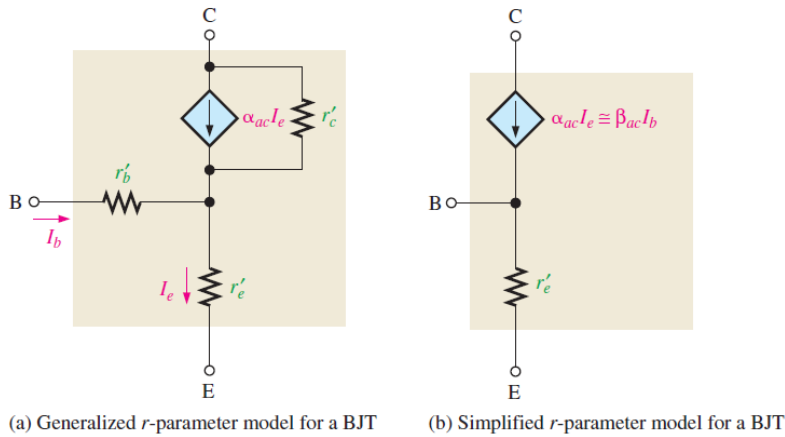 C
α_ac I_e
r′_c
r′_b
B
I_b
I_e
r′_e
E
(a) Generalized r-parameter model for a BJT
C
α_ac I_e ≅ β_ac I_b
B
r′_e
E
(b) Simplified r-parameter model for a BJT